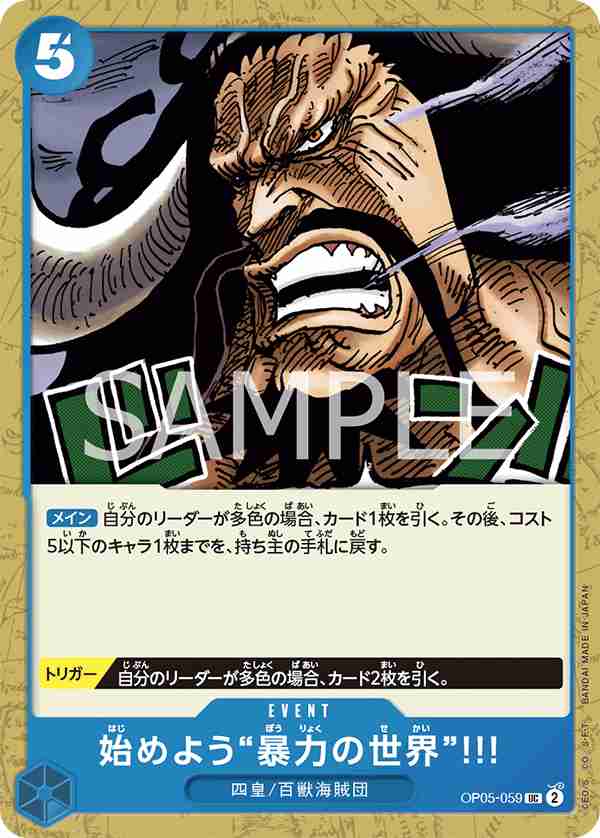 5
ドン
SAMPLE
メイン 自分のリーダーが多色の場合、カード1枚を引く。その後、コスト
5以下のキャラ1枚までを、持ち主の手札に戻す。
トリガー 自分のリーダーが多色の場合、カード2枚を引く。
EVENT
始めよう“暴力の世界”!!!
四皇/百獣海賊団
OP05-059 UC 2
BANDAI MADE IN JAPAN